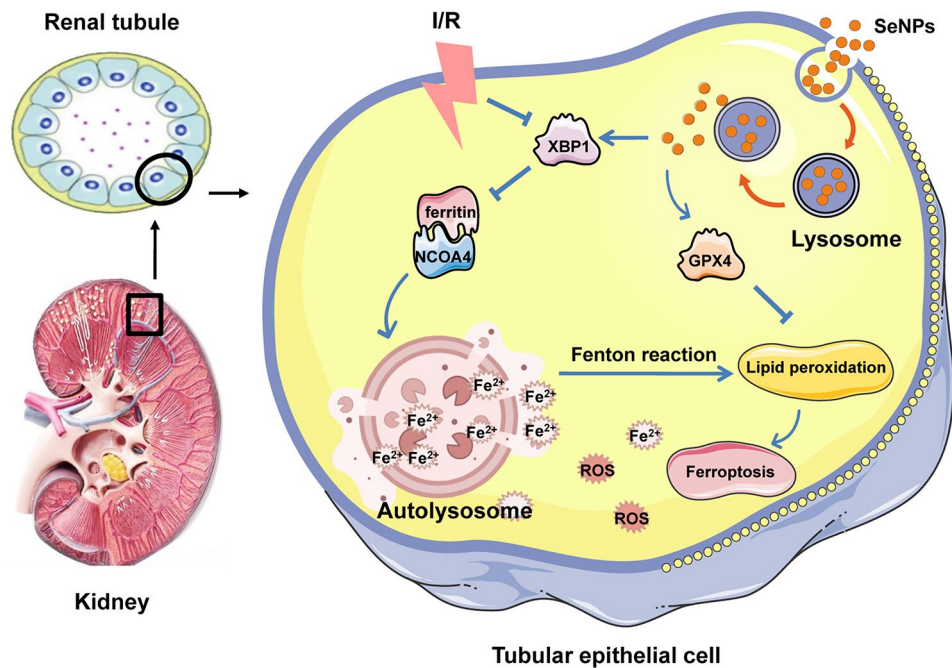 Renal tubule
I/R
SeNPs
XBP1
ferritin
NCOA4
GPX4
Lysosome
Fenton reaction
Lipid peroxidation
Fe²⁺
Fe²⁺
Fe²⁺
Fe²⁺
Fe²⁺
Fe²⁺
Fe²⁺
Fe²⁺
ROS
Ferroptosis
Autolysosome
ROS
Kidney
Tubular epithelial cell